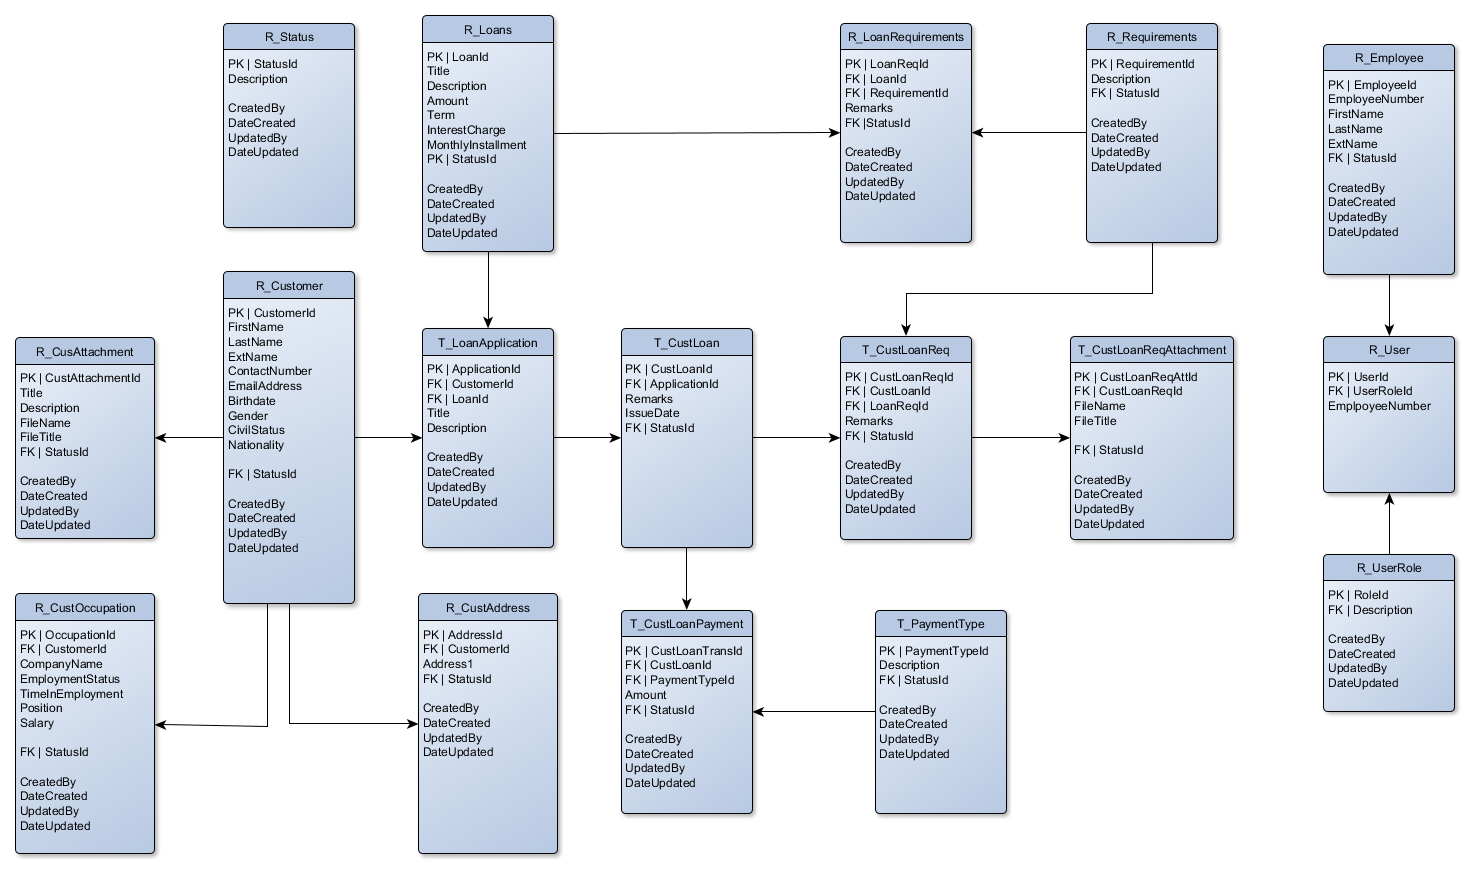 R_Status
PK | StatusId
Description
CreatedBy
DateCreated
UpdatedBy
DateUpdated
R_Loans
PK | LoanId
Title
Description
Amount
Term
InterestCharge
MonthlyInstallment
PK | StatusId
CreatedBy
DateCreated
UpdatedBy
DateUpdated
R_LoanRequirements
PK | LoanReqId
FK | LoanId
FK | RequirementId
Remarks
FK |StatusId
CreatedBy
DateCreated
UpdatedBy
DateUpdated
R_Requirements
PK | RequirementId
Description
FK | StatusId
CreatedBy
DateCreated
UpdatedBy
DateUpdated
R_Employee
PK | EmployeeId
EmployeeNumber
FirstName
LastName
ExtName
FK | StatusId
CreatedBy
DateCreated
UpdatedBy
DateUpdated
R_CusAttachment
PK | CustAttachmentId
Title
Description
FileName
FileTitle
FK | StatusId
CreatedBy
DateCreated
UpdatedBy
DateUpdated
R_Customer
PK | CustomerId
FirstName
LastName
ExtName
ContactNumber
EmailAddress
Birthdate
Gender
CivilStatus
Nationality
FK | StatusId
CreatedBy
DateCreated
UpdatedBy
DateUpdated
T_LoanApplication
PK | ApplicationId
FK | CustomerId
FK | LoanId
Title
Description
CreatedBy
DateCreated
UpdatedBy
DateUpdated
T_CustLoan
PK | CustLoanId
FK | ApplicationId
Remarks
IssueDate
FK | StatusId
T_CustLoanReq
PK | CustLoanReqId
FK | CustLoanId
FK | LoanReqId
Remarks
FK | StatusId
CreatedBy
DateCreated
UpdatedBy
DateUpdated
T_CustLoanReqAttachment
PK | CustLoanReqAttId
FK | CustLoanReqId
FileName
FileTitle
FK | StatusId
CreatedBy
DateCreated
UpdatedBy
DateUpdated
R_User
PK | UserId
FK | UserRoleId
EmplpoyeeNumber
R_CustOccupation
PK | OccupationId
FK | CustomerId
CompanyName
EmploymentStatus
TimeInEmployment
Position
Salary
FK | StatusId
CreatedBy
DateCreated
UpdatedBy
DateUpdated
R_CustAddress
PK | AddressId
FK | CustomerId
Address1
FK | StatusId
CreatedBy
DateCreated
UpdatedBy
DateUpdated
T_CustLoanPayment
PK | CustLoanTransId
FK | CustLoanId
FK | PaymentTypeId
Amount
FK | StatusId
CreatedBy
DateCreated
UpdatedBy
DateUpdated
T_PaymentType
PK | PaymentTypeId
Description
FK | StatusId
CreatedBy
DateCreated
UpdatedBy
DateUpdated
R_UserRole
PK | RoleId
FK | Description
CreatedBy
DateCreated
UpdatedBy
DateUpdated